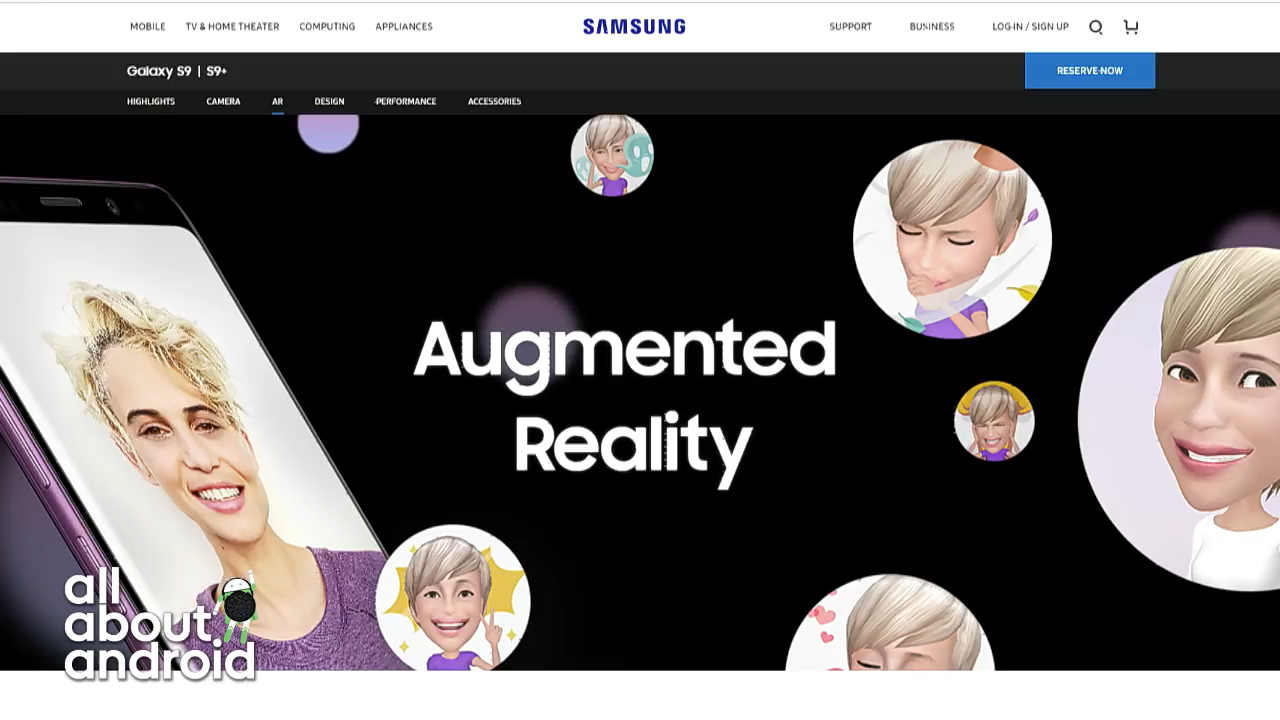 MOBILE TV & HOME THEATER COMPUTING APPLIANCES SAMSUNG SUPPORT BUSINESS LOG-IN / SIGN UP
Galaxy S9 | S9+ RESERVE NOW
HIGHLIGHTS CAMERA AR DESIGN PERFORMANCE ACCESSORIES
Augmented
Reality
all
about
android